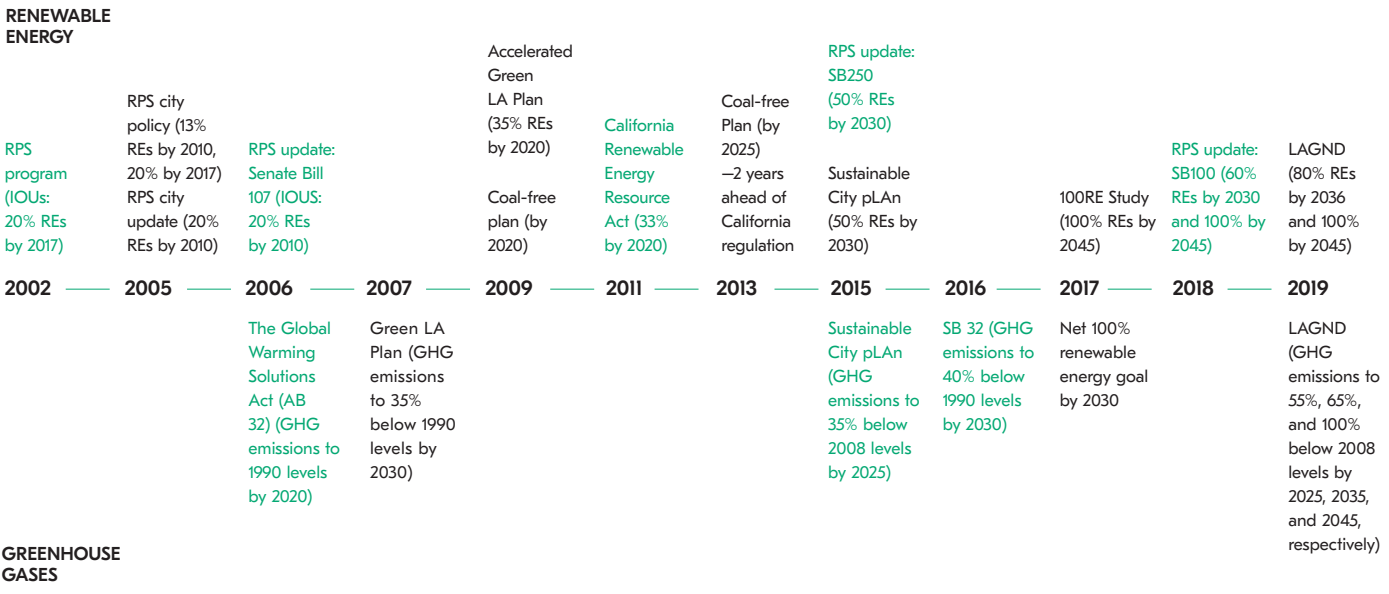 RENEWABLE
ENERGY
RPS
program
(IOUs:
20% REs
by 2017)
RPS city
policy (13%
REs by 2010,
20% by 2017)
RPS city
update (20%
REs by 2010)
RPS update:
Senate Bill
107 (IOUS:
20% REs
by 2010)
Accelerated
Green
LA Plan
(35% REs
by 2020)
Coal-free
plan (by
2020)
California
Renewable
Energy
Resource
Act (33%
by 2020)
Coal-free
Plan (by
2025)
—2 years
ahead of
California
regulation
RPS update:
SB250
(50% REs
by 2030)
Sustainable
City pLAn
(50% REs by
2030)
100RE Study
(100% REs by
2045)
RPS update:
SB100 (60%
REs by 2030
and 100% by
2045)
LAGND
(80% REs
by 2036
and 100%
by 2045)
2002 2005 2006 2007 2009 2011 2013 2015 2016 2017 2018 2019
The Global
Warming
Solutions
Act (AB
32) (GHG
emissions to
1990 levels
by 2020)
Green LA
Plan (GHG
emissions
to 35%
below 1990
levels by
2030)
Sustainable
City pLAn
(GHG
emissions to
35% below
2008 levels
by 2025)
SB 32 (GHG
emissions to
40% below
1990 levels
by 2030)
Net 100%
renewable
energy goal
by 2030
LAGND
(GHG
emissions to
55%, 65%,
and 100%
below 2008
levels by
2025, 2035,
and 2045,
respectively)
GREENHOUSE
GASES